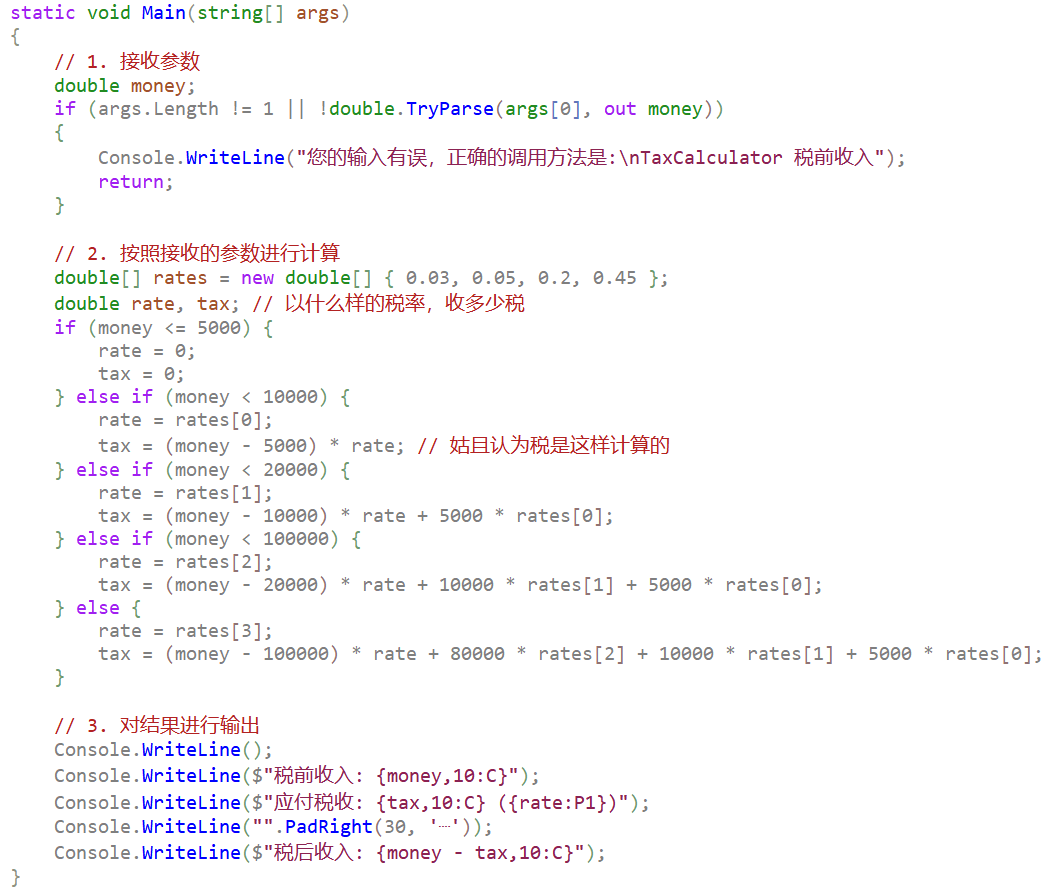 static void Main(string[] args)
{
    // 1. 接收参数
    double money;
    if (args.Length != 1 || !double.TryParse(args[0], out money))
    {
        Console.WriteLine("您的输入有误，正确的调用方法是:\nTaxCalculator 税前收入");
        return;
    }

    // 2. 按照接收的参数进行计算
    double[] rates = new double[] { 0.03, 0.05, 0.2, 0.45 };
    double rate, tax; // 以什么样的税率，收多少税
    if (money <= 5000) {
        rate = 0;
        tax = 0;
    } else if (money < 10000) {
        rate = rates[0];
        tax = (money - 5000) * rate; // 姑且认为税是这样计算的
    } else if (money < 20000) {
        rate = rates[1];
        tax = (money - 10000) * rate + 5000 * rates[0];
    } else if (money < 100000) {
        rate = rates[2];
        tax = (money - 20000) * rate + 10000 * rates[1] + 5000 * rates[0];
    } else {
        rate = rates[3];
        tax = (money - 100000) * rate + 80000 * rates[2] + 10000 * rates[1] + 5000 * rates[0];
    }

    // 3. 对结果进行输出
    Console.WriteLine();
    Console.WriteLine($"税前收入: {money,10:C}");
    Console.WriteLine($"应付税收: {tax,10:C} ({rate:P1})");
    Console.WriteLine("".PadRight(30, '┈'));
    Console.WriteLine($"税后收入: {money - tax,10:C}");
}